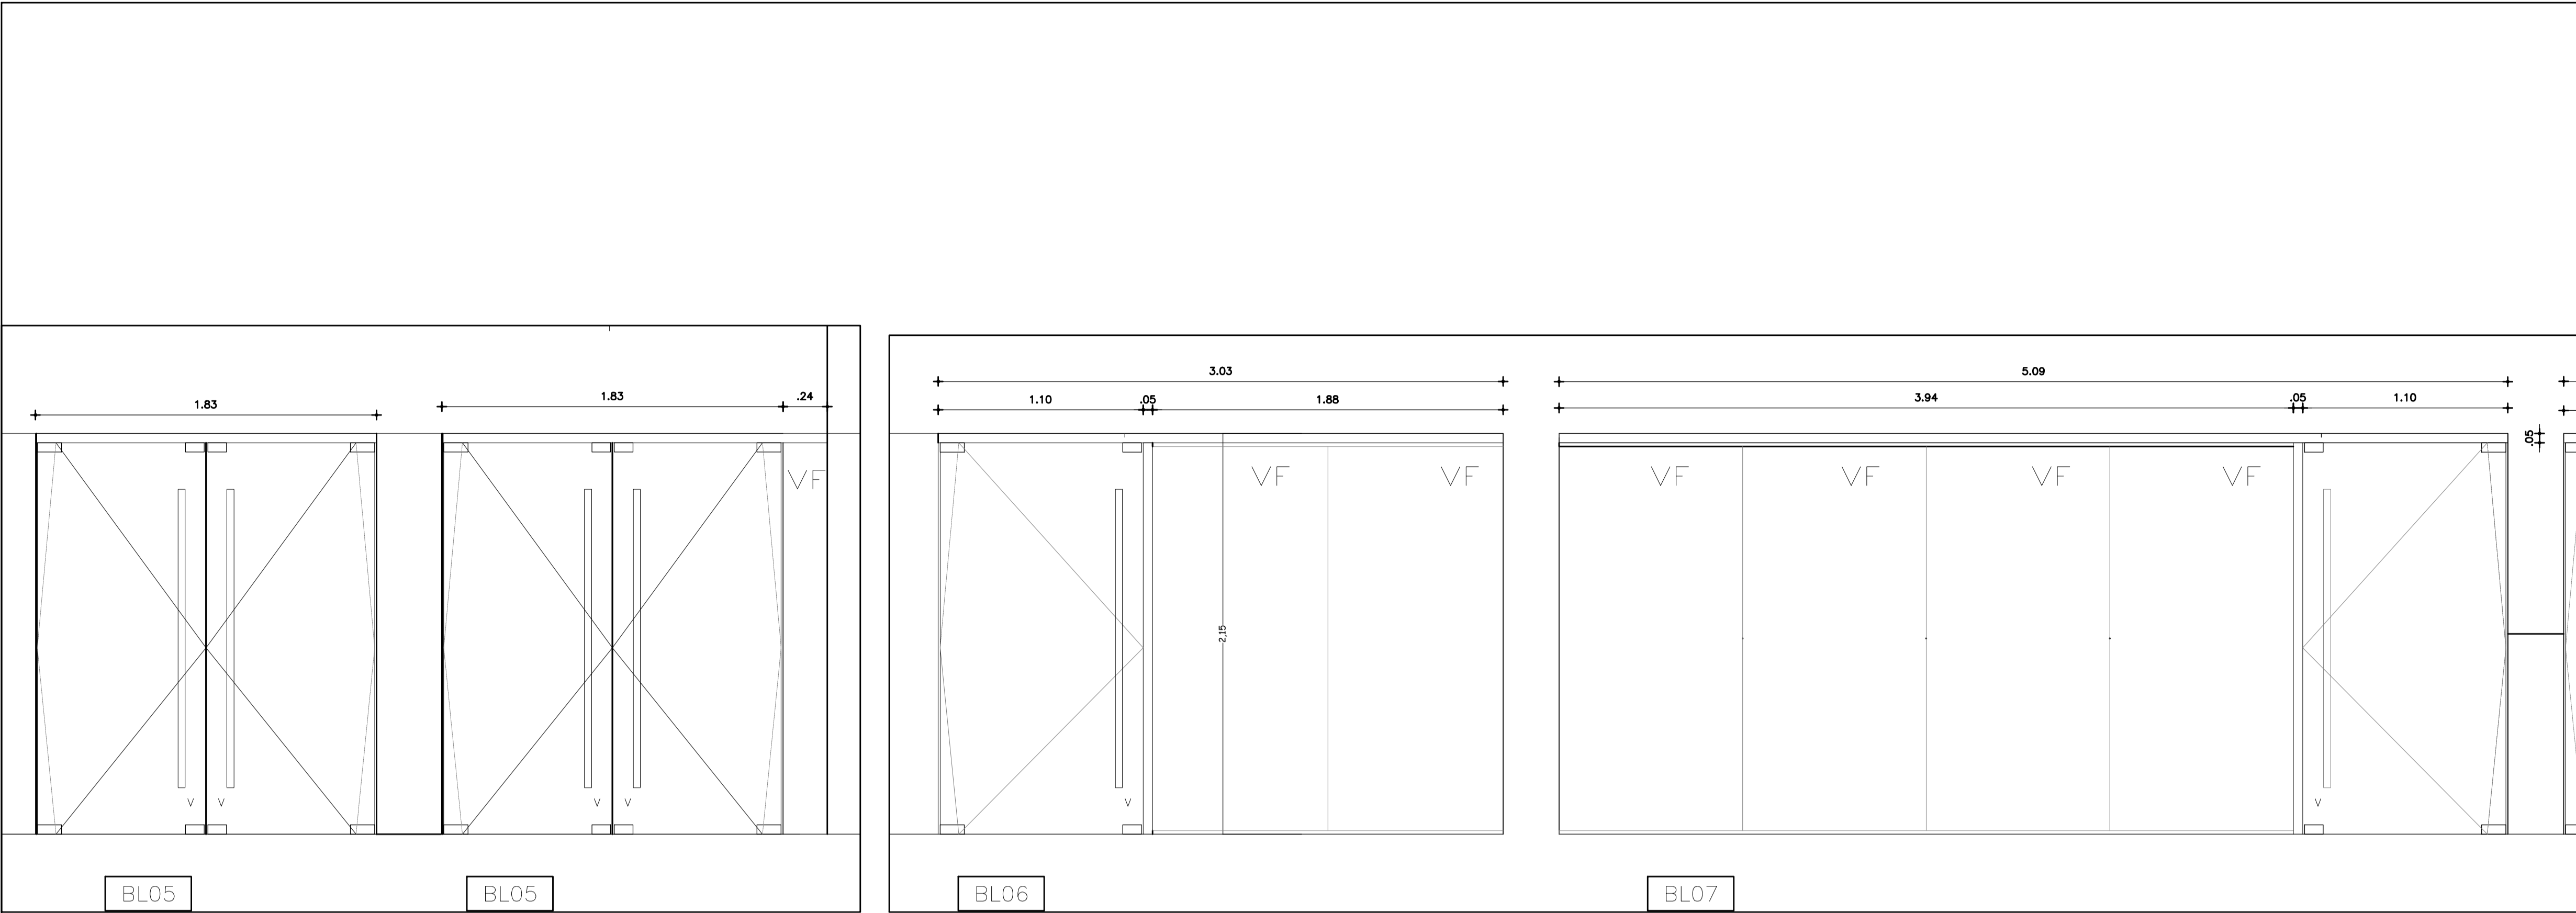 1.83
1.83 .24
VF
V V
V V
BL05
BL05
3.03
1.10 .05 1.88
VF VF
2,15
V
BL06
5.09
3.94 .05 1.10
.05
VF VF VF VF
V
BL07